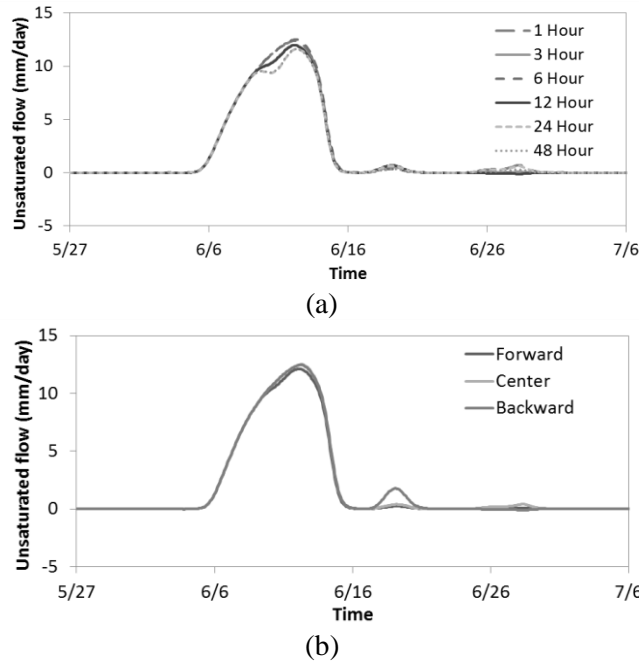 Unsaturated flow (mm/day)
15
10
5
0
-5
5/27
6/6
6/16
6/26
7/6
Time
1 Hour
3 Hour
6 Hour
12 Hour
24 Hour
48 Hour
(a)
Unsaturated flow (mm/day)
15
10
5
0
-5
5/27
6/6
6/16
6/26
7/6
Time
Forward
Center
Backward
(b)